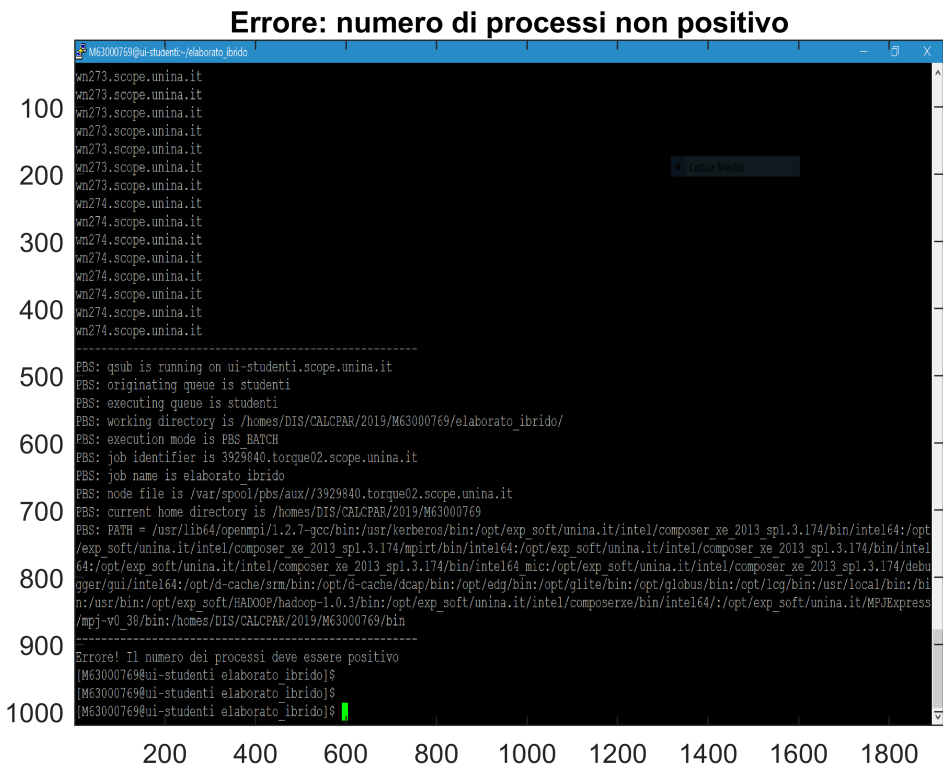 Errore: numero di processi non positivo
M63000769@ui-studenti:~/elaborato_ibrido
wn273.scope.unina.it
wn273.scope.unina.it
wn273.scope.unina.it
wn273.scope.unina.it
wn273.scope.unina.it
wn273.scope.unina.it
wn273.scope.unina.it
wn274.scope.unina.it
wn274.scope.unina.it
wn274.scope.unina.it
wn274.scope.unina.it
wn274.scope.unina.it
wn274.scope.unina.it
wn274.scope.unina.it
wn274.scope.unina.it
Cattura finestra
------------------------------------------------------
PBS: qsub is running on ui-studenti.scope.unina.it
PBS: originating queue is studenti
PBS: executing queue is studenti
PBS: working directory is /homes/DIS/CALCPAR/2019/M63000769/elaborato_ibrido/
PBS: execution mode is PBS_BATCH
PBS: job identifier is 3929840.torque02.scope.unina.it
PBS: job name is elaborato_ibrido
PBS: node file is /var/spool/pbs/aux//3929840.torque02.scope.unina.it
PBS: current home directory is /homes/DIS/CALCPAR/2019/M63000769
PBS: PATH = /usr/lib64/openmpi/1.2.7-gcc/bin:/usr/kerberos/bin:/opt/exp_soft/unina.it/intel/composer_xe_2013_sp1.3.174/bin/intel64:/opt
/exp_soft/unina.it/intel/composer_xe_2013_sp1.3.174/mpirt/bin/intel64:/opt/exp_soft/unina.it/intel/composer_xe_2013_sp1.3.174/bin/intel
64:/opt/exp_soft/unina.it/intel/composer_xe_2013_sp1.3.174/bin/intel64_mic:/opt/exp_soft/unina.it/intel/composer_xe_2013_sp1.3.174/debu
gger/gui/intel64:/opt/d-cache/srm/bin:/opt/d-cache/dcap/bin:/opt/edg/bin:/opt/glite/bin:/opt/globus/bin:/opt/lcg/bin:/usr/local/bin:/bi
n:/usr/bin:/opt/exp_soft/HADOOP/hadoop-1.0.3/bin:/opt/exp_soft/unina.it/intel/composerxe/bin/intel64/:/opt/exp_soft/unina.it/MPJExpress
/mpj-v0_38/bin:/homes/DIS/CALCPAR/2019/M63000769/bin
------------------------------------------------------
Errore! Il numero dei processi deve essere positivo
[M63000769@ui-studenti elaborato_ibrido]$
[M63000769@ui-studenti elaborato_ibrido]$
[M63000769@ui-studenti elaborato_ibrido]$
100
200
300
400
500
600
700
800
900
1000
200 400 600 800 1000 1200 1400 1600 1800